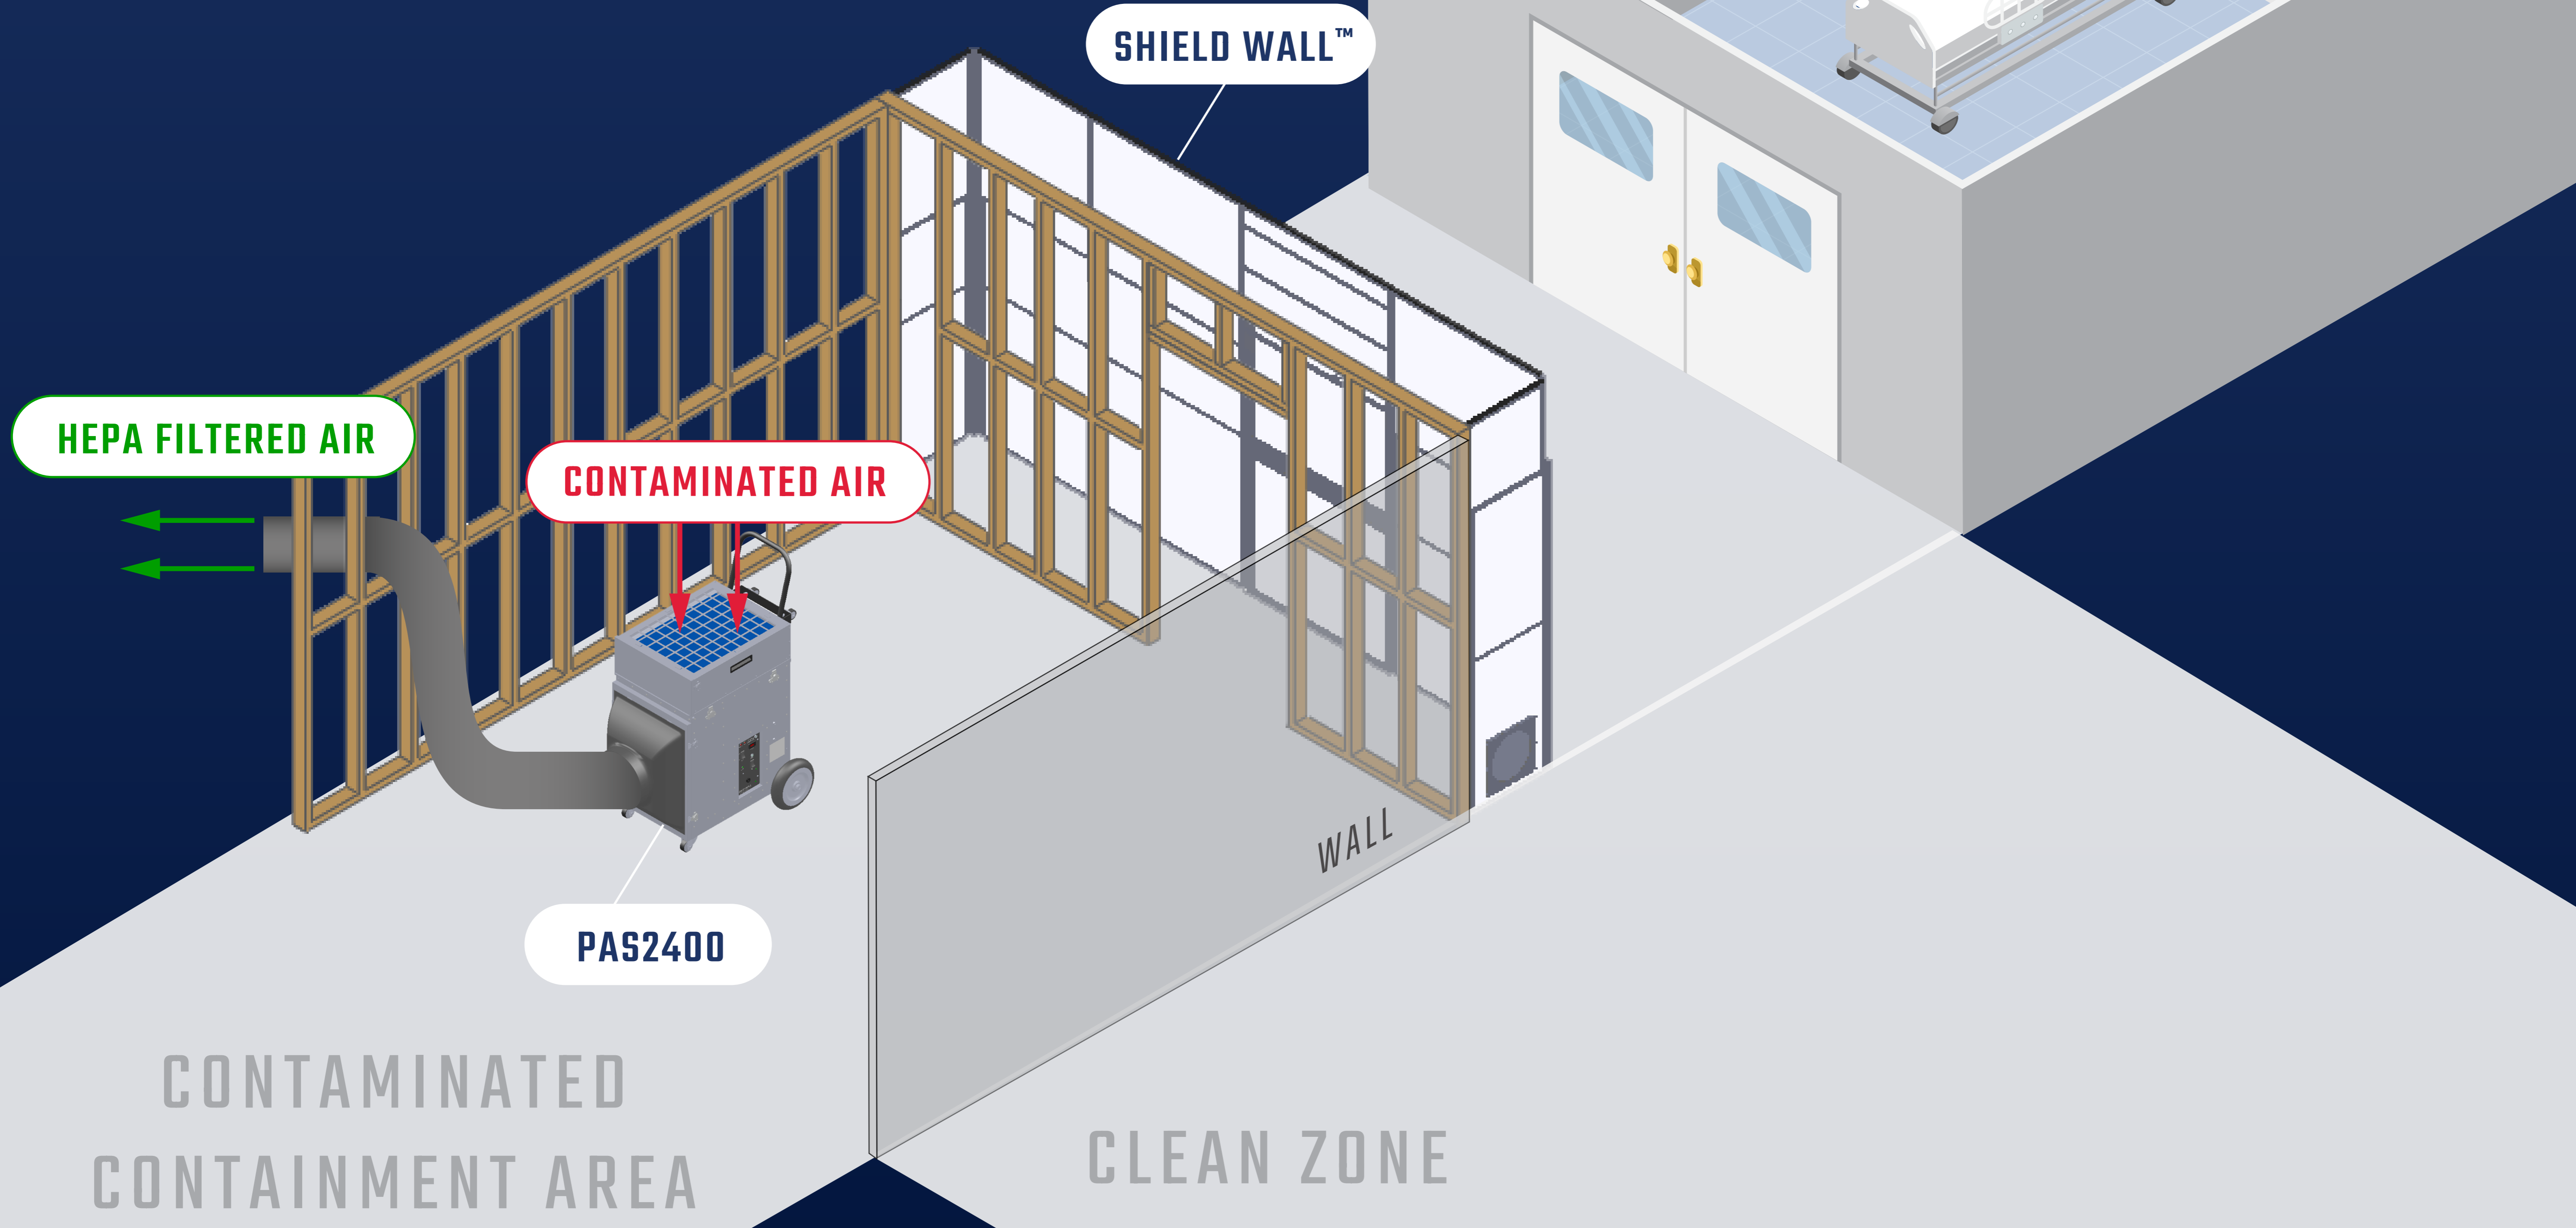 SHIELD WALL™
HEPA FILTERED AIR
CONTAMINATED AIR
WALL
PAS2400
CONTAMINATED
CONTAINMENT AREA
CLEAN ZONE